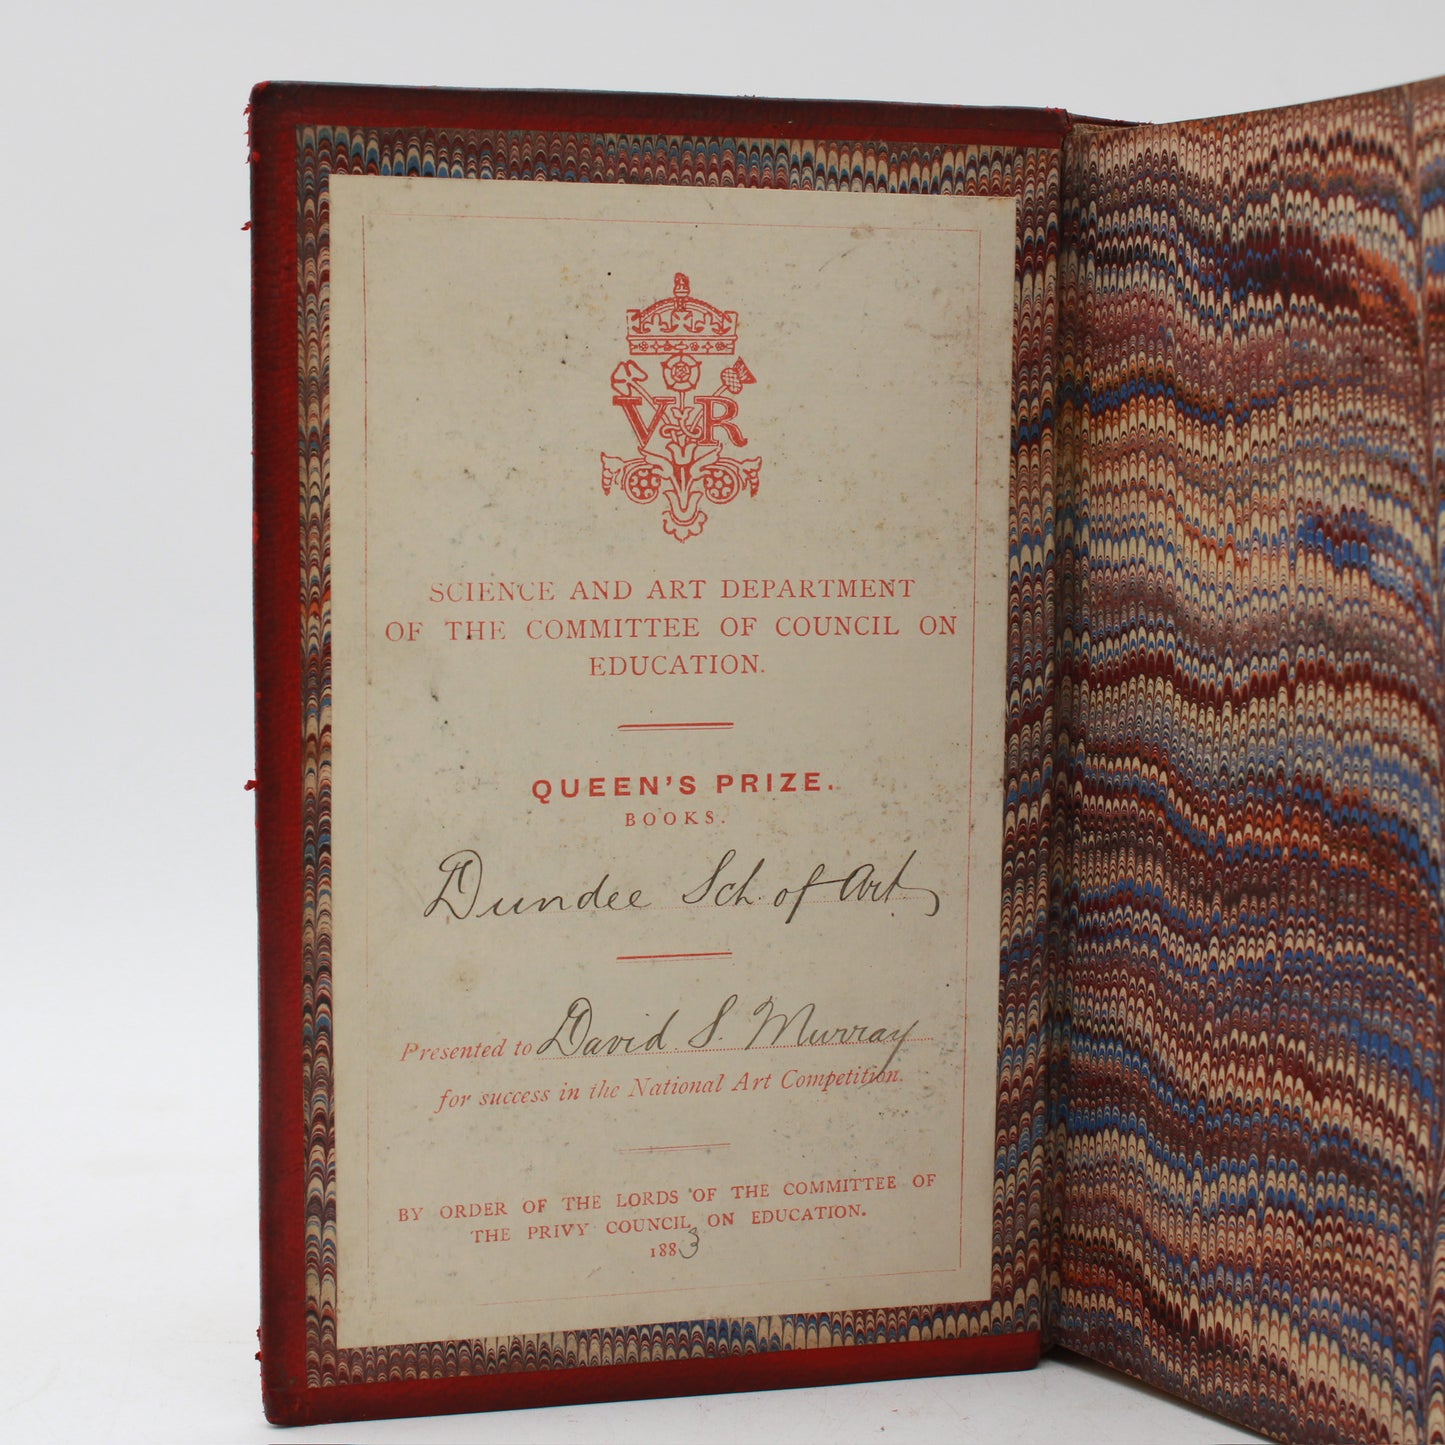 VR
SCIENCE AND ART DEPARTMENT
OF THE COMMITTEE OF COUNCIL ON
EDUCATION.
QUEEN'S PRIZE.
BOOKS.
Dundee Sch. of Art.
Presented to David S. Murray
for success in the National Art Competition.
BY ORDER OF THE LORDS OF THE COMMITTEE OF
THE PRIVY COUNCIL ON EDUCATION.
1883